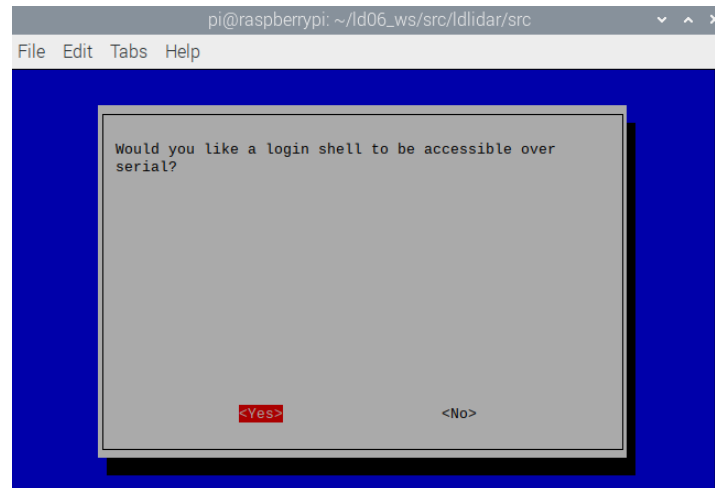 pi@raspberrypi: ~/ld06_ws/src/ldlidar/src
File Edit Tabs Help
Would you like a login shell to be accessible over
serial?
<Yes> <No>